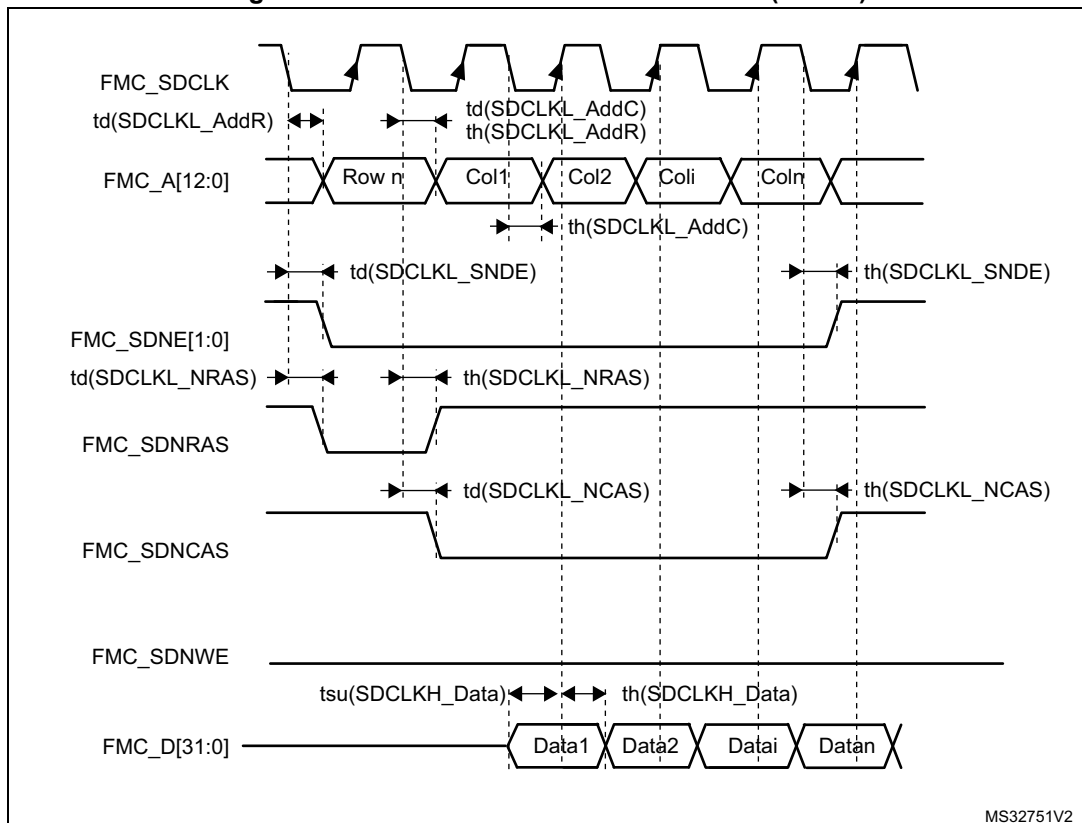 FMC_SDCLK
td(SDCLKL_AddR)
td(SDCLKL_AddC)
th(SDCLKL_AddR)
FMC_A[12:0]
Row n
Col1
Col2
Coli
Coln
th(SDCLKL_AddC)
td(SDCLKL_SNDE)
th(SDCLKL_SNDE)
FMC_SDNE[1:0]
td(SDCLKL_NRAS)
th(SDCLKL_NRAS)
FMC_SDNRAS
td(SDCLKL_NCAS)
th(SDCLKL_NCAS)
FMC_SDNCAS
FMC_SDNWE
tsu(SDCLKH_Data)
th(SDCLKH_Data)
FMC_D[31:0]
Data1
Data2
Datai
Datan
MS32751V2